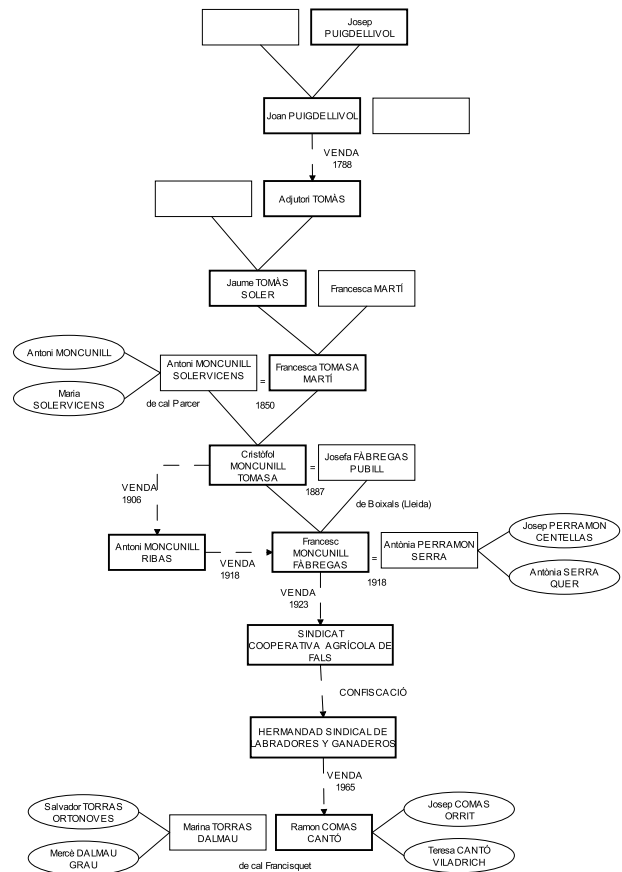 Josep
PUIGDELLIVOL
Joan PUIGDELLIVOL
VENDA
1788
Adjutori TOMÀS
Jaume TOMÀS
SOLER
Francesca MARTÍ
Antoni MONCUNILL
Maria
SOLERVICENS
Antoni MONCUNILL
SOLERVICENS
=
Francesca TOMASA
MARTÍ
de cal Parcer
1850
Cristòfol
MONCUNILL
TOMASA
=
Josefa FÀBREGAS
PUBILL
1887
de Boixals (Lleida)
VENDA
1906
Antoni MONCUNILL
RIBAS
VENDA
1918
Francesc
MONCUNILL
FÀBREGAS
=
1918
Antònia PERRAMON
SERRA
Josep PERRAMON
CENTELLAS
Antònia SERRA
QUER
VENDA
1923
SINDICAT
COOPERATIVA AGRÍCOLA DE
FALS
CONFISCACIÓ
HERMANDAD SINDICAL DE
LABRADORES Y GANADEROS
VENDA
1965
Salvador TORRAS
ORTONOVES
Mercè DALMAU
GRAU
Marina TORRAS
DALMAU
Ramon COMAS
CANTÓ
Josep COMAS
ORRIT
Teresa CANTÓ
VILADRICH
de cal Francisquet